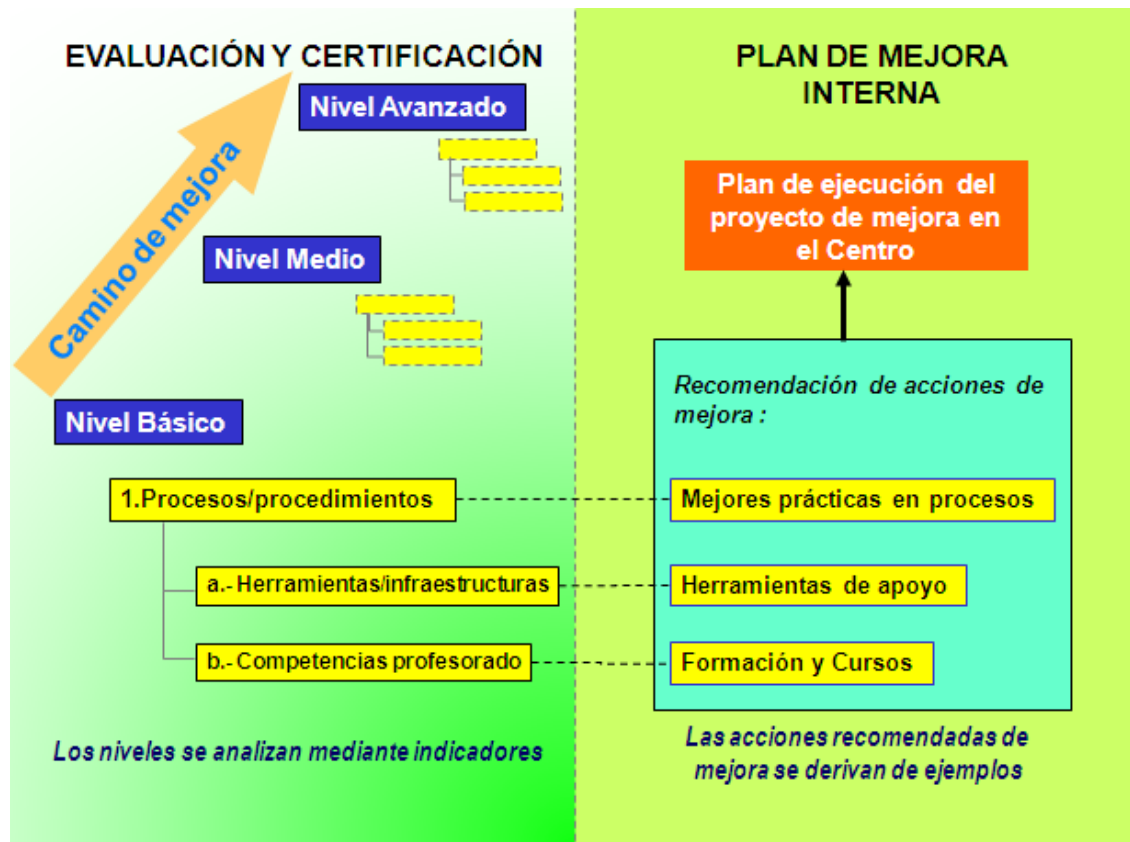 EVALUACIÓN Y CERTIFICACIÓN
Nivel Avanzado
Camino de mejora
Nivel Medio
Nivel Básico
1.Procesos/procedimientos
a.- Herramientas/infraestructuras
b.- Competencias profesorado
Los niveles se analizan mediante indicadores
PLAN DE MEJORA
INTERNA
Plan de ejecución del
proyecto de mejora en
el Centro
Recomendación de acciones de
mejora :
Mejores prácticas en procesos
Herramientas de apoyo
Formación y Cursos
Las acciones recomendadas de
mejora se derivan de ejemplos